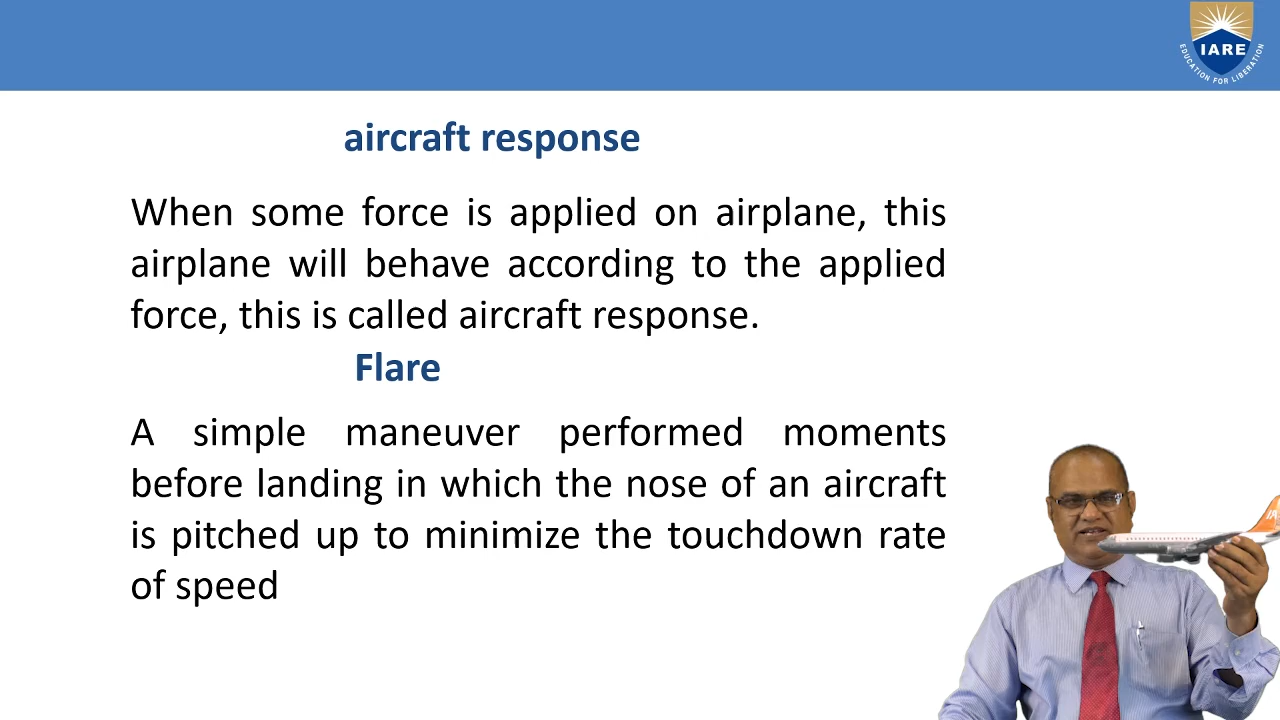 IARE
EDUCATION FOR LIBERATION
aircraft response
When some force is applied on airplane, this
airplane will behave according to the applied
force, this is called aircraft response.
Flare
A simple maneuver performed moments
before landing in which the nose of an aircraft
is pitched up to minimize the touchdown rate
of speed